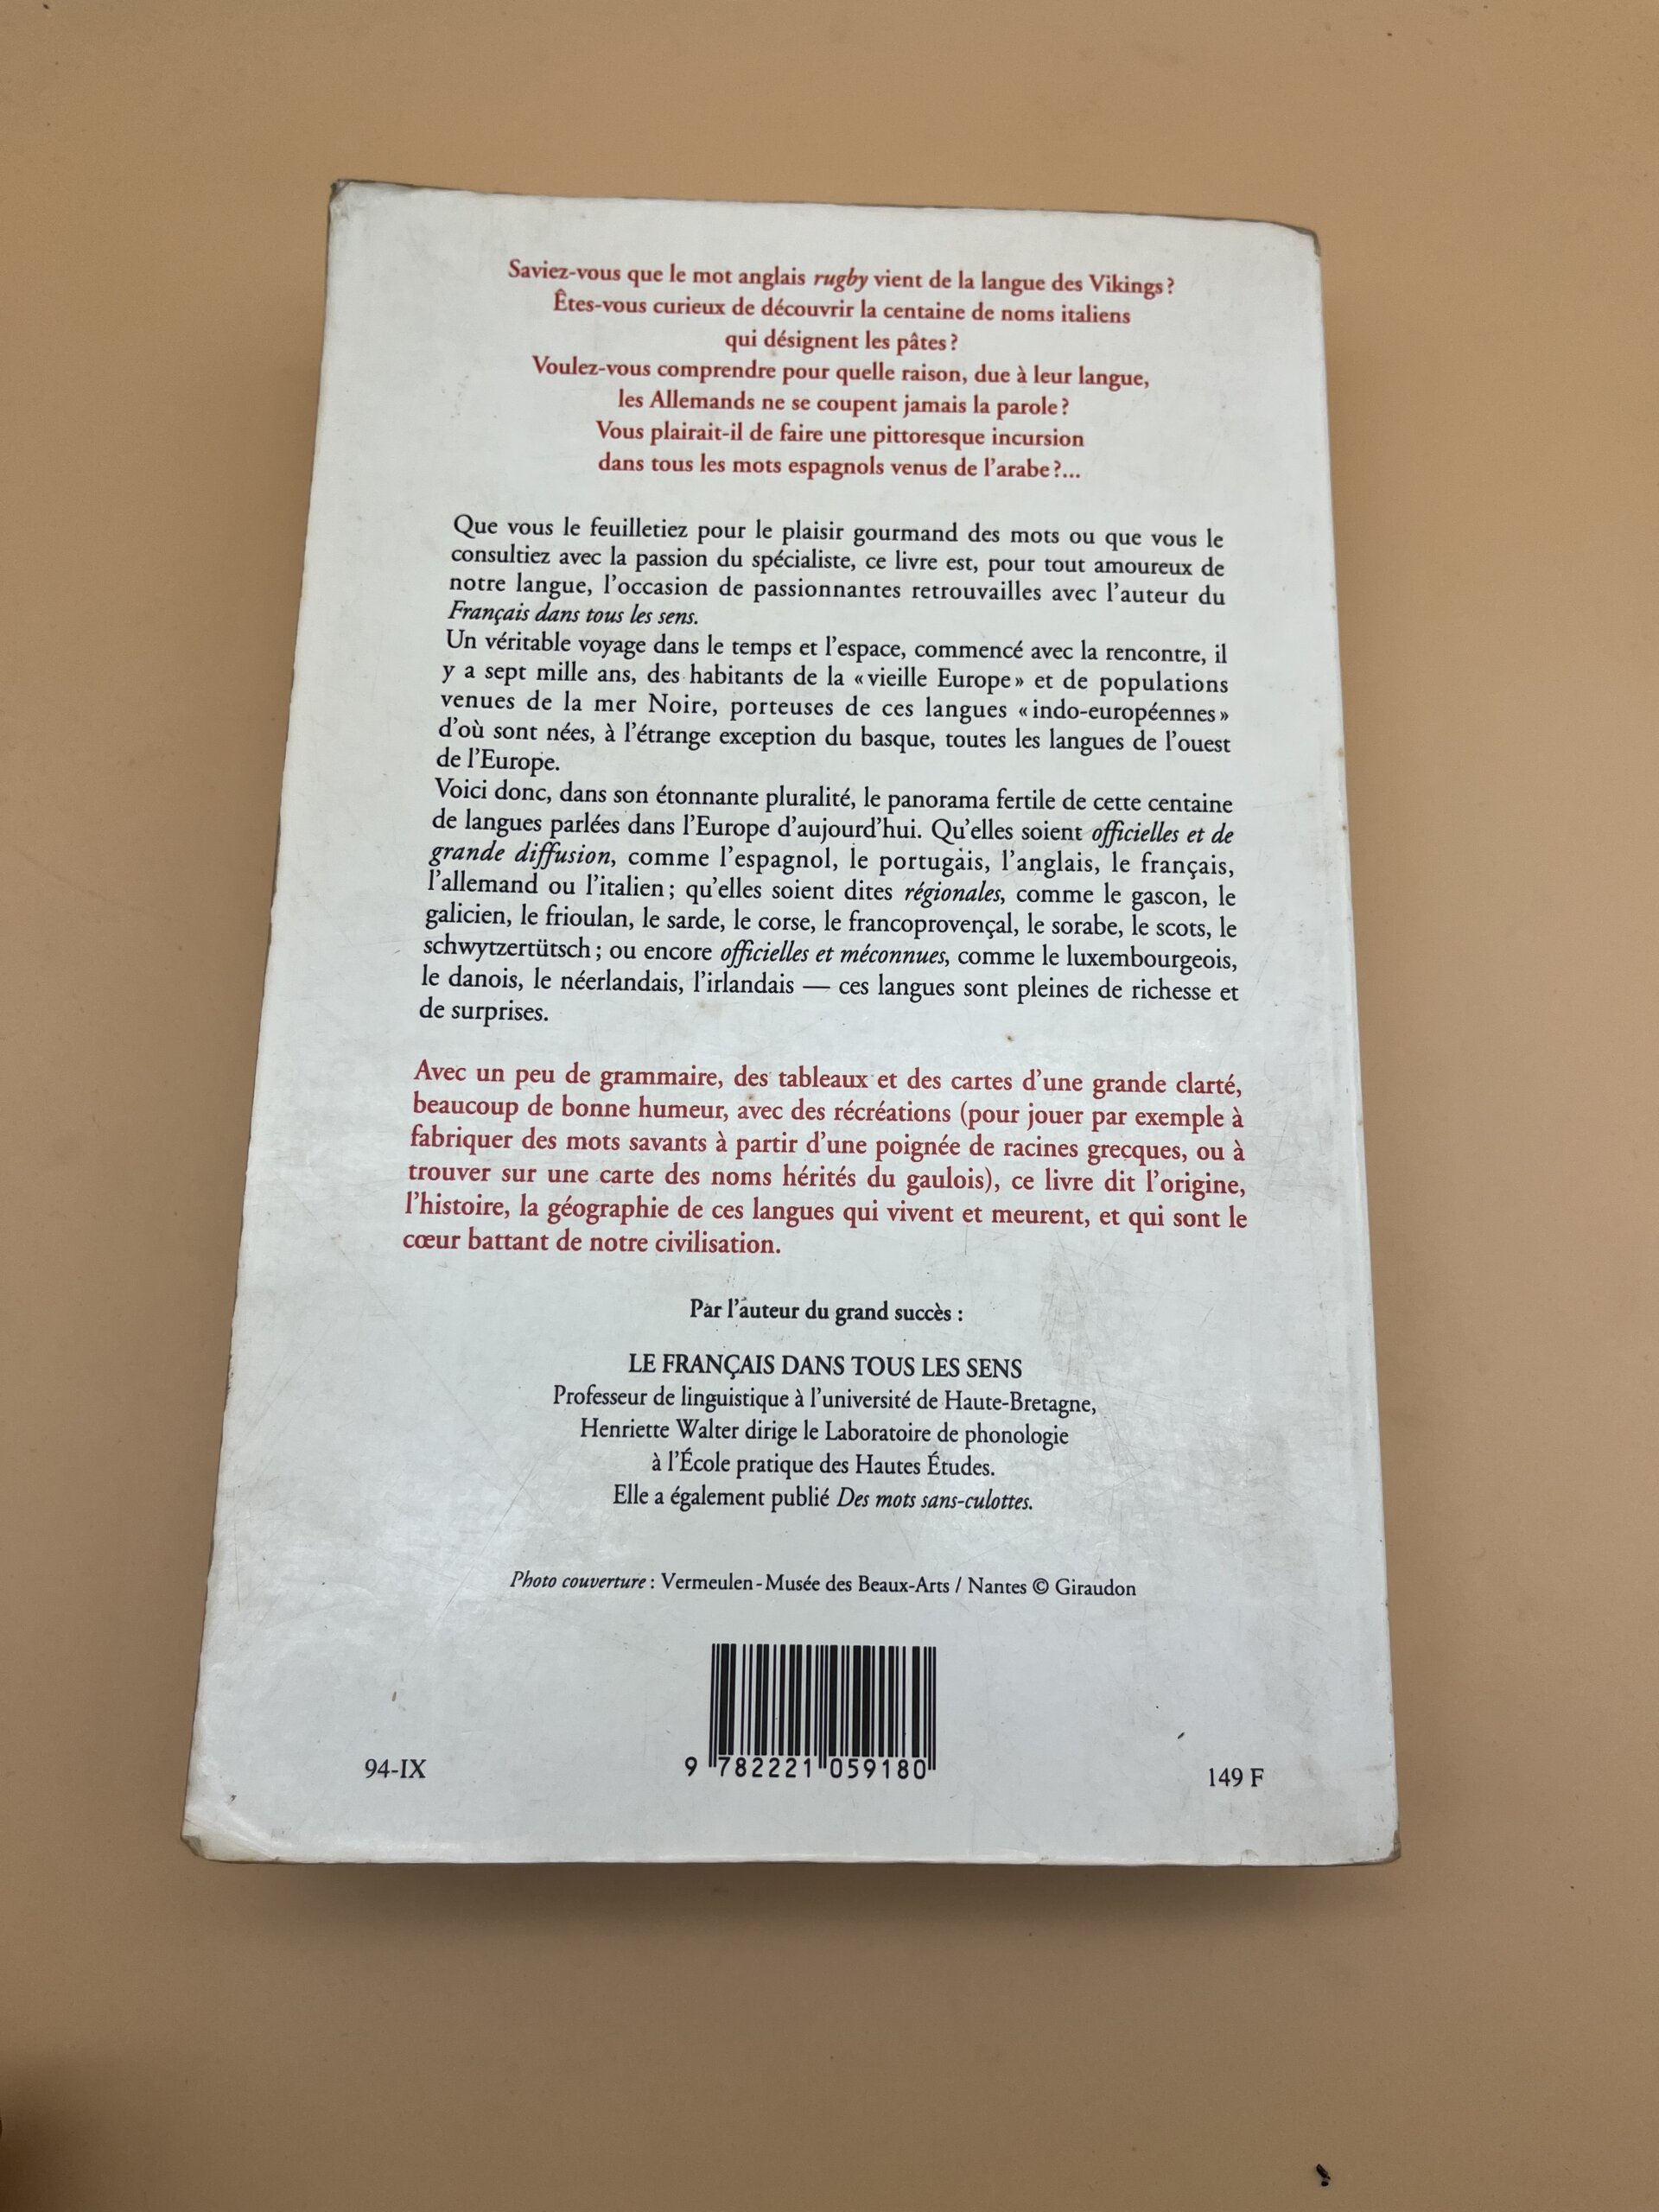 Saviez-vous que le mot anglais rugby vient de la langue des Vikings ?
Êtes-vous curieux de découvrir la centaine de noms italiens
qui désignent les pâtes ?
Voulez-vous comprendre pour quelle raison, due à leur langue,
les Allemands ne se coupent jamais la parole ?
Vous plairait-il de faire une pittoresque incursion
dans tous les mots espagnols venus de l'arabe ?...
Que vous le feuilletiez pour le plaisir gourmand des mots ou que vous le
consultiez avec la passion du spécialiste, ce livre est, pour tout amoureux de
notre langue, l'occasion de passionnantes retrouvailles avec l'auteur du
Français dans tous les sens.
Un véritable voyage dans le temps et l'espace, commencé avec la rencontre, il
y a sept mille ans, des habitants de la « vieille Europe » et de populations
venues de la mer Noire, porteuses de ces langues « indo-européennes »
d'où sont nées, à l'étrange exception du basque, toutes les langues de l'ouest
de l'Europe.
Voici donc, dans son étonnante pluralité, le panorama fertile de cette centaine
de langues parlées dans l'Europe d'aujourd'hui. Qu'elles soient officielles et de
grande diffusion, comme l'espagnol, le portugais, l'anglais, le français,
l'allemand ou l'italien ; qu'elles soient dites régionales, comme le gascon, le
galicien, le frioulan, le sarde, le corse, le francoprovençal, le sorabe, le scots, le
schwytzertütsch ; ou encore officielles et méconnues, comme le luxembourgeois,
le danois, le néerlandais, l'irlandais — ces langues sont pleines de richesse et
de surprises.
Avec un peu de grammaire, des tableaux et des cartes d'une grande clarté,
beaucoup de bonne humeur, avec des récréations (pour jouer par exemple à
fabriquer des mots savants à partir d'une poignée de racines grecques, ou à
trouver sur une carte des noms hérités du gaulois), ce livre dit l'origine,
l'histoire, la géographie de ces langues qui vivent et meurent, et qui sont le
cœur battant de notre civilisation.
Par l'auteur du grand succès :
LE FRANÇAIS DANS TOUS LES SENS
Professeur de linguistique à l'université de Haute-Bretagne,
Henriette Walter dirige le Laboratoire de phonologie
à l'École pratique des Hautes Études.
Elle a également publié Des mots sans-culottes.
Photo couverture : Vermeulen - Musée des Beaux-Arts / Nantes © Giraudon
94-IX
9 782221 059180
149 F